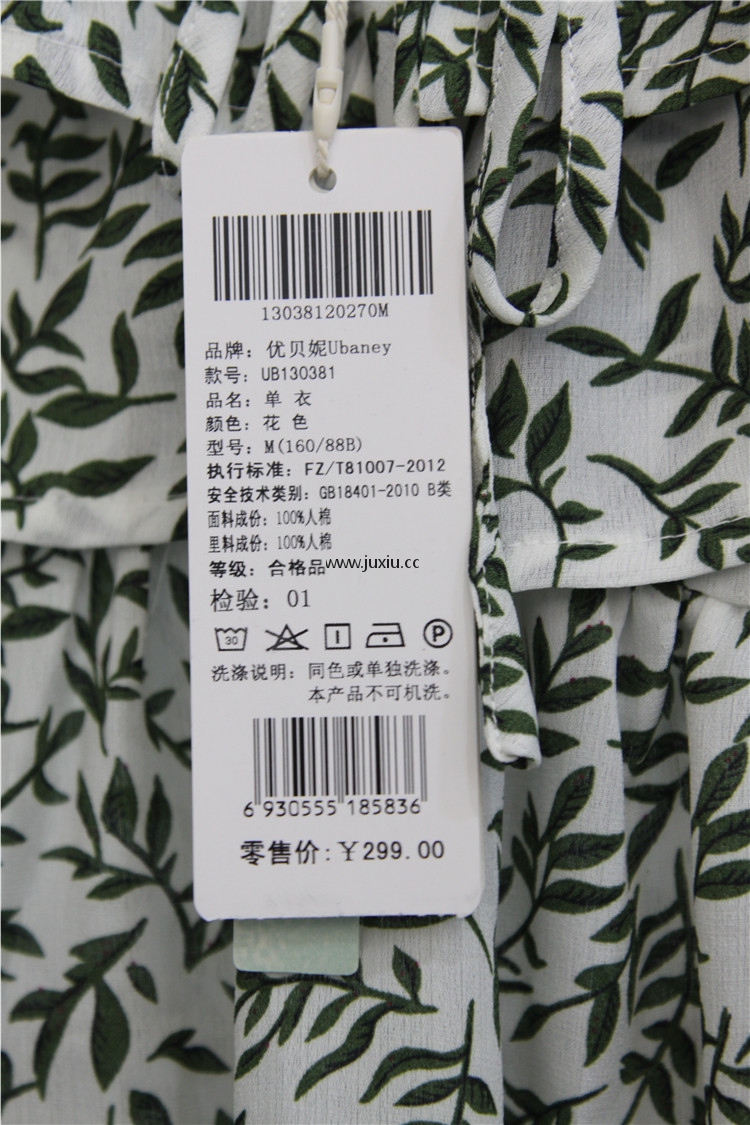 13038120270M
品牌：优贝妮Ubaney
款号：UB130381
品名：单 衣
颜色：花 色
型号：M(160/88B)
执行标准：FZ/T81007-2012
安全技术类别：GB18401-2010 B类
面料成份：100%人棉
里料成份：100%人棉
等级：合格品
www.juxiu.cc
检验：01
30 I P
洗涤说明：同色或单独洗涤。
本产品不可机洗。
6 930555 185836
零售价:￥299.00